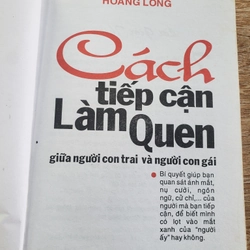 HOÀNG LONG
Cách
tiếp cận
Làm
Quen
giữa người con trai và người con gái
● Bí quyết giúp bạn
quan sát ánh mắt,
nụ cười, ngôn
ngữ, cử chỉ,... của
người mà bạn tiếp
cận, để biết mình
có lọt vào mắt
xanh của "người
ấy" hay không.